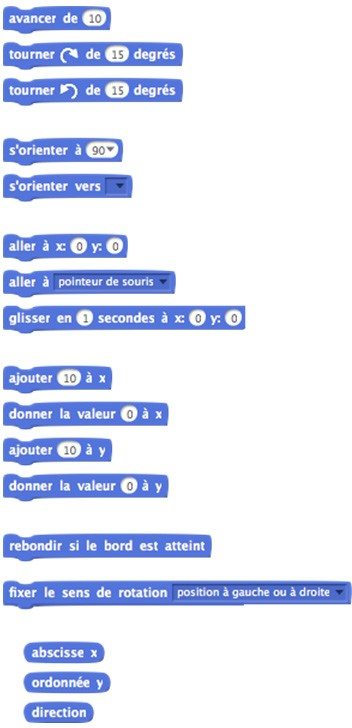 avancer de 10
tourner de 15 degrés
tourner de 15 degrés
s'orienter à 90
s'orienter vers
aller à x: 0 y: 0
aller à pointeur de souris
glisser en 1 secondes à x: 0 y: 0
ajouter 10 à x
donner la valeur 0 à x
ajouter 10 à y
donner la valeur 0 à y
rebondir si le bord est atteint
fixer le sens de rotation position à gauche ou à droite
abscisse x
ordonnée y
direction